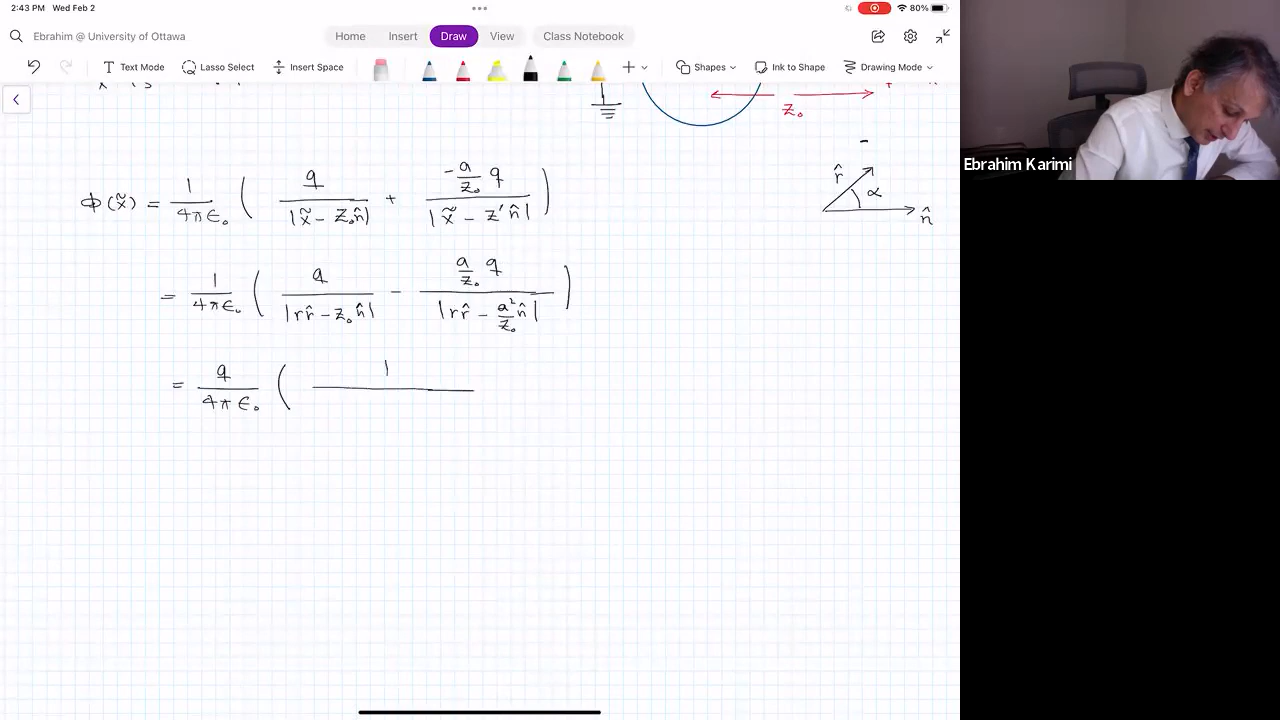 2:43 PM Wed Feb 2
80%
Ebrahim @ University of Ottawa
Home Insert Draw View Class Notebook
Text Mode Lasso Select Insert Space Shapes Ink to Shape Drawing Mode
z₀
r̂ α n̂
Φ(x̃) = 1/4πϵ₀ ( q/|x̃ - z₀n̂| + -a/z₀ q/|x̃ - z'n̂| )
= 1/4πϵ₀ ( q/|rr̂ - z₀n̂| - a/z₀ q/|rr̂ - a²/z₀ n̂| )
= q/4πϵ₀ ( 1
Ebrahim Karimi